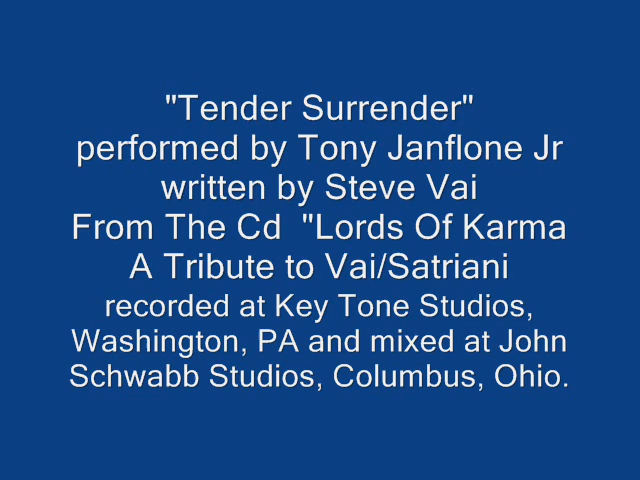 "Tender Surrender"
performed by Tony Janflone Jr
written by Steve Vai
From The Cd  "Lords Of Karma
A Tribute to Vai/Satriani
recorded at Key Tone Studios,
Washington, PA and mixed at John
Schwabb Studios, Columbus, Ohio.